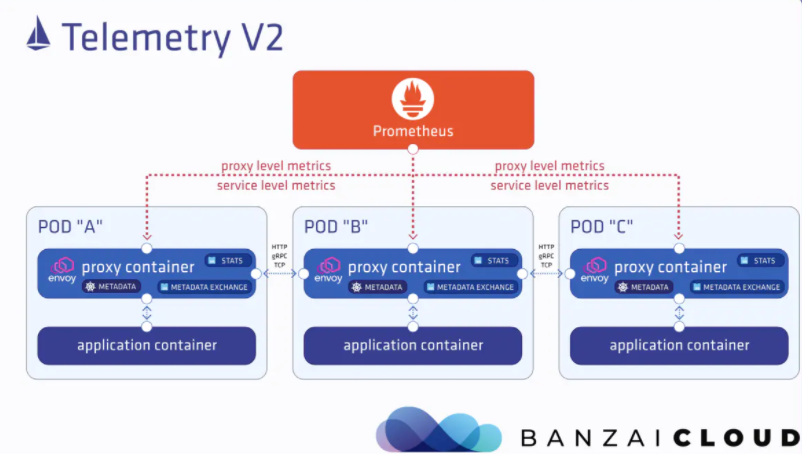 Telemetry V2
Prometheus
proxy level metrics
service level metrics
proxy level metrics
service level metrics
POD "A"
envoy
proxy container
STATS
METADATA
METADATA EXCHANGE
application container
HTTP
gRPC
TCP
POD "B"
envoy
proxy container
STATS
METADATA
METADATA EXCHANGE
application container
HTTP
gRPC
TCP
POD "C"
envoy
proxy container
STATS
METADATA
METADATA EXCHANGE
application container
BANZAICLOUD